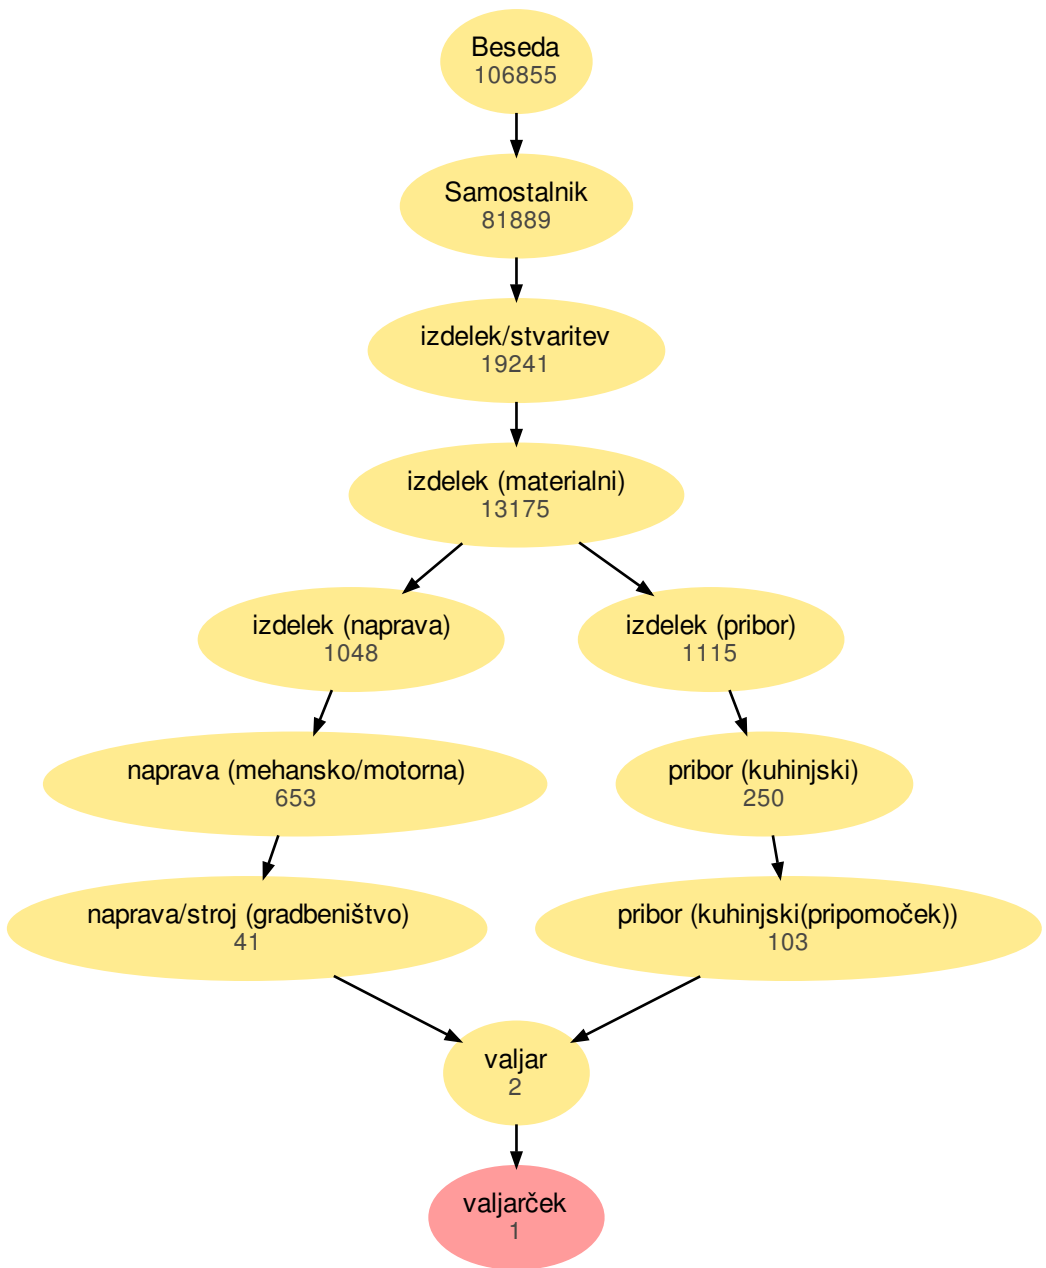 Beseda
106855
Samostalnik
81889
izdelek/stvaritev
19241
izdelek (materialni)
13175
izdelek (naprava)
1048
izdelek (pribor)
1115
naprava (mehansko/motorna)
653
pribor (kuhinjski)
250
naprava/stroj (gradbeništvo)
41
pribor (kuhinjski(pripomoček))
103
valjar
2
valjarček
1